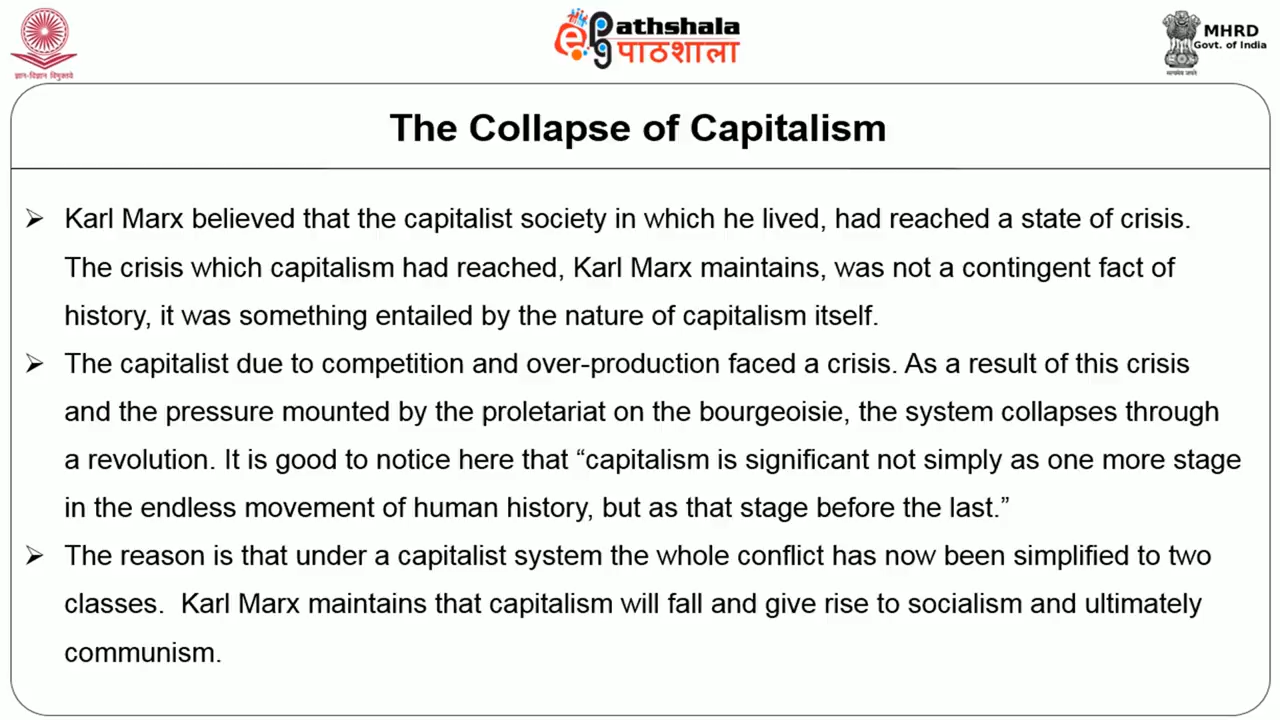 ePG Pathshala
पाठशाला
MHRD
Govt. of India
ज्ञान-विज्ञान विमुक्तये
सत्यमेव जयते
The Collapse of Capitalism
➢ Karl Marx believed that the capitalist society in which he lived, had reached a state of crisis.
The crisis which capitalism had reached, Karl Marx maintains, was not a contingent fact of
history, it was something entailed by the nature of capitalism itself.
➢ The capitalist due to competition and over-production faced a crisis. As a result of this crisis
and the pressure mounted by the proletariat on the bourgeoisie, the system collapses through
a revolution. It is good to notice here that “capitalism is significant not simply as one more stage
in the endless movement of human history, but as that stage before the last.”
➢ The reason is that under a capitalist system the whole conflict has now been simplified to two
classes.  Karl Marx maintains that capitalism will fall and give rise to socialism and ultimately
communism.